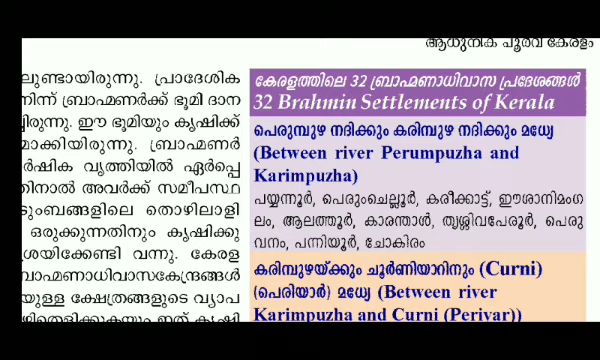 ആധുനിക പൂർവ കേരളം
ലുണ്ടായിരുന്നു. പ്രാദേശിക
നിന്ന് ബ്രാഹ്മണർക്ക് ഭൂമി ദാന
രുന്നു. ഈ ഭൂമിയും കൃഷിക്ക്
മാക്കിയിരുന്നു. ബ്രാഹ്മണർ
ർഷിക വൃത്തിയിൽ ഏർപ്പെ
തിനാൽ അവർക്ക് സമീപസ്ഥ
ടുംബങ്ങളിലെ തൊഴിലാളി
ഒരുക്കുന്നതിനും കൃഷിക്കു
ശ്രയിക്കേണ്ടി വന്നു. കേരള
ബ്രാഹ്മണാധിവാസകേന്ദ്രങ്ങൾ
യുള്ള ക്ഷേത്രങ്ങളുടെ വ്യാപ
കേരളത്തിലെ 32 ബ്രാഹ്മണാധിവാസ പ്രദേശങ്ങൾ
32 Brahmin Settlements of Kerala
പെരുമ്പുഴ നദിക്കും കരിമ്പുഴ നദിക്കും മധ്യേ
(Between river Perumpuzha and
Karimpuzha)
പയ്യന്നൂർ, പെരുംചെല്ലൂർ, കരീക്കാട്ട്, ഈശാനിമംഗ
ലം, ആലത്തൂർ, കാരന്തോൾ, തൃശ്ശിവപേരൂർ, പെരു
വനം, പന്നിയൂർ, ചോകിരം
കരിമ്പുഴയ്ക്കും ചൂർണിയാറിനും (Curni)
(പെരിയാർ) മധ്യേ (Between river
Karimpuzha and Curni (Periyar))